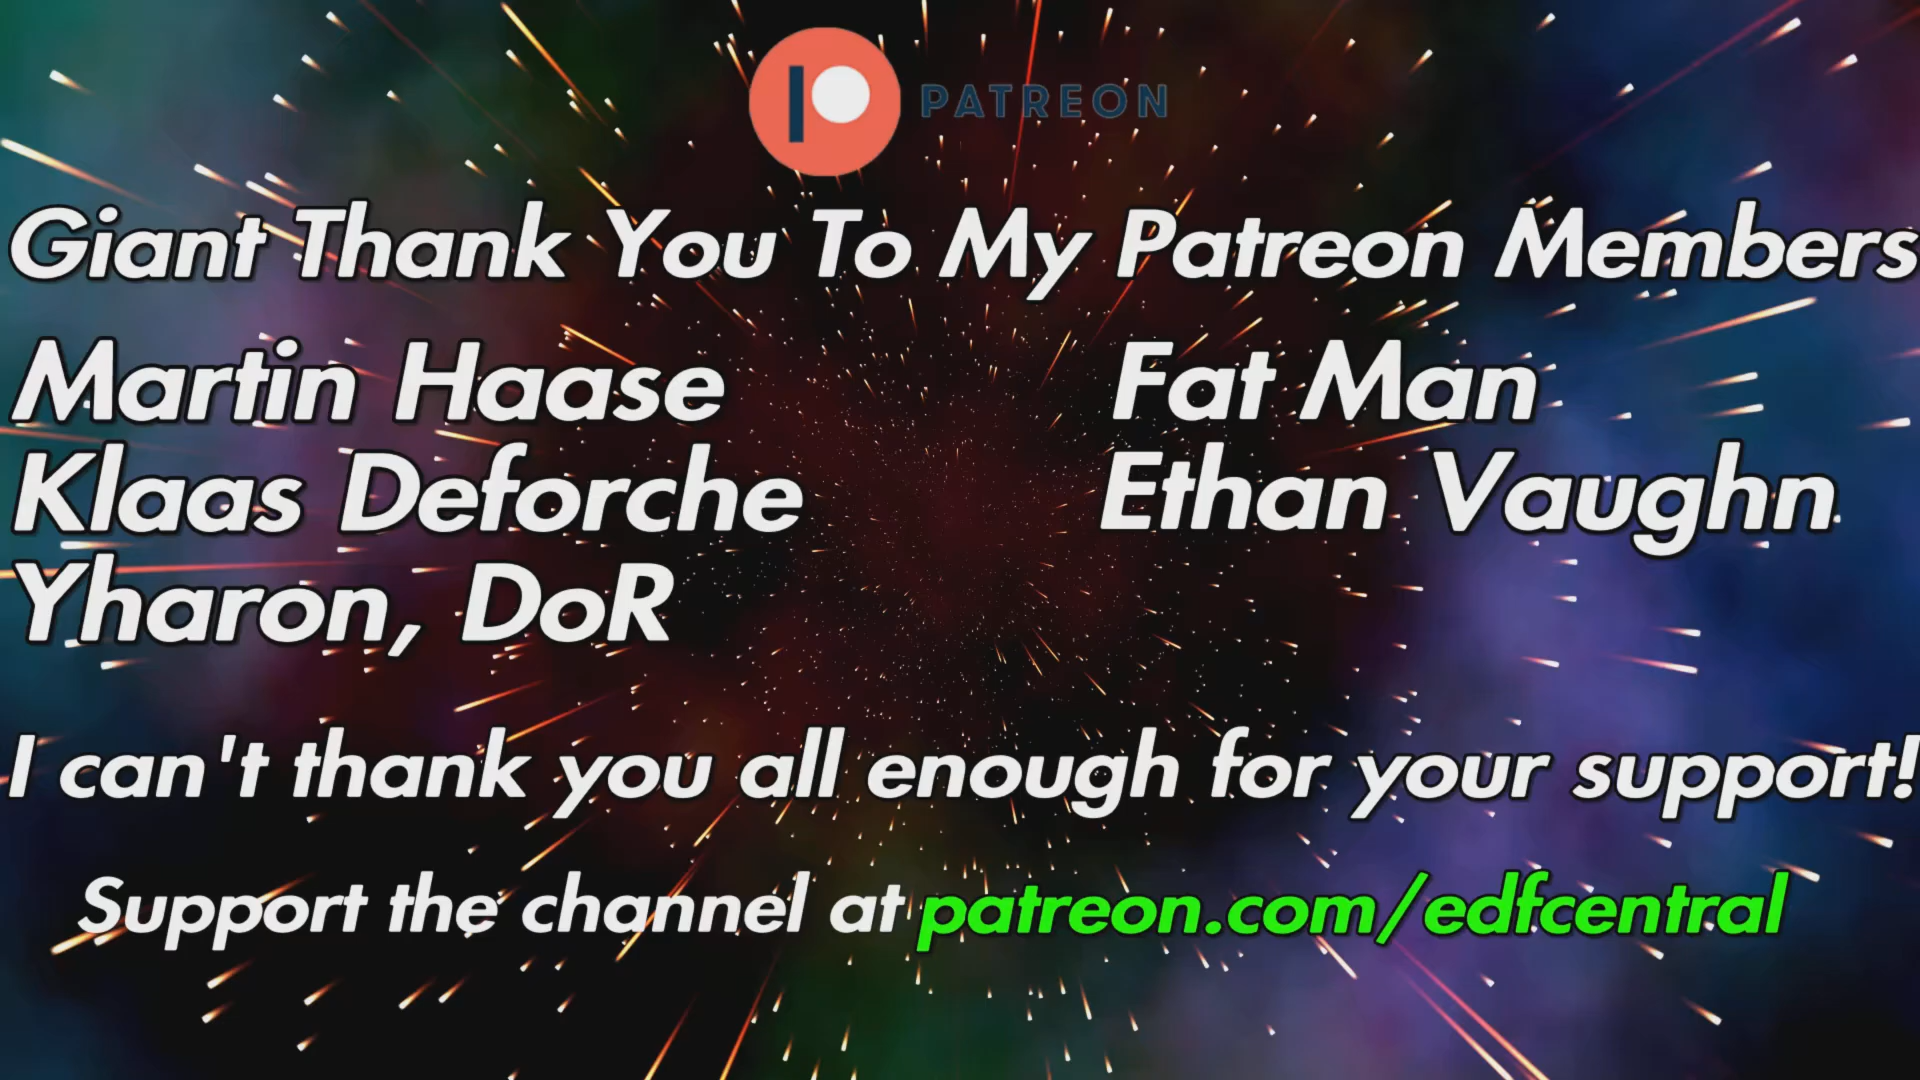 PATREON
Giant Thank You To My Patreon Members
Martin Haase
Fat Man
Klaas Deforche
Ethan Vaughn
Yharon, DoR
I can't thank you all enough for your support!
Support the channel at patreon.com/edfcentral